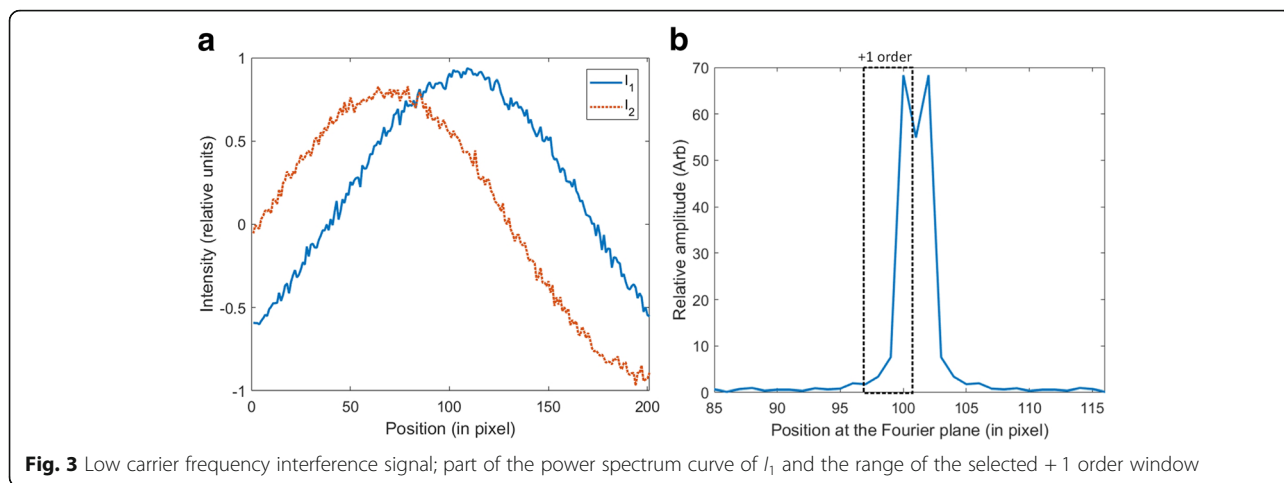 a
b
+1 order
1
0.5
0
-0.5
-1
Intensity (relative units)
I1
I2
0
50
100
150
200
Position (in pixel)
70
60
50
40
30
20
10
0
Relative amplitude (Arb)
85
90
95
100
105
110
115
Position at the Fourier plane (in pixel)
Fig. 3 Low carrier frequency interference signal; part of the power spectrum curve of I1 and the range of the selected + 1 order window